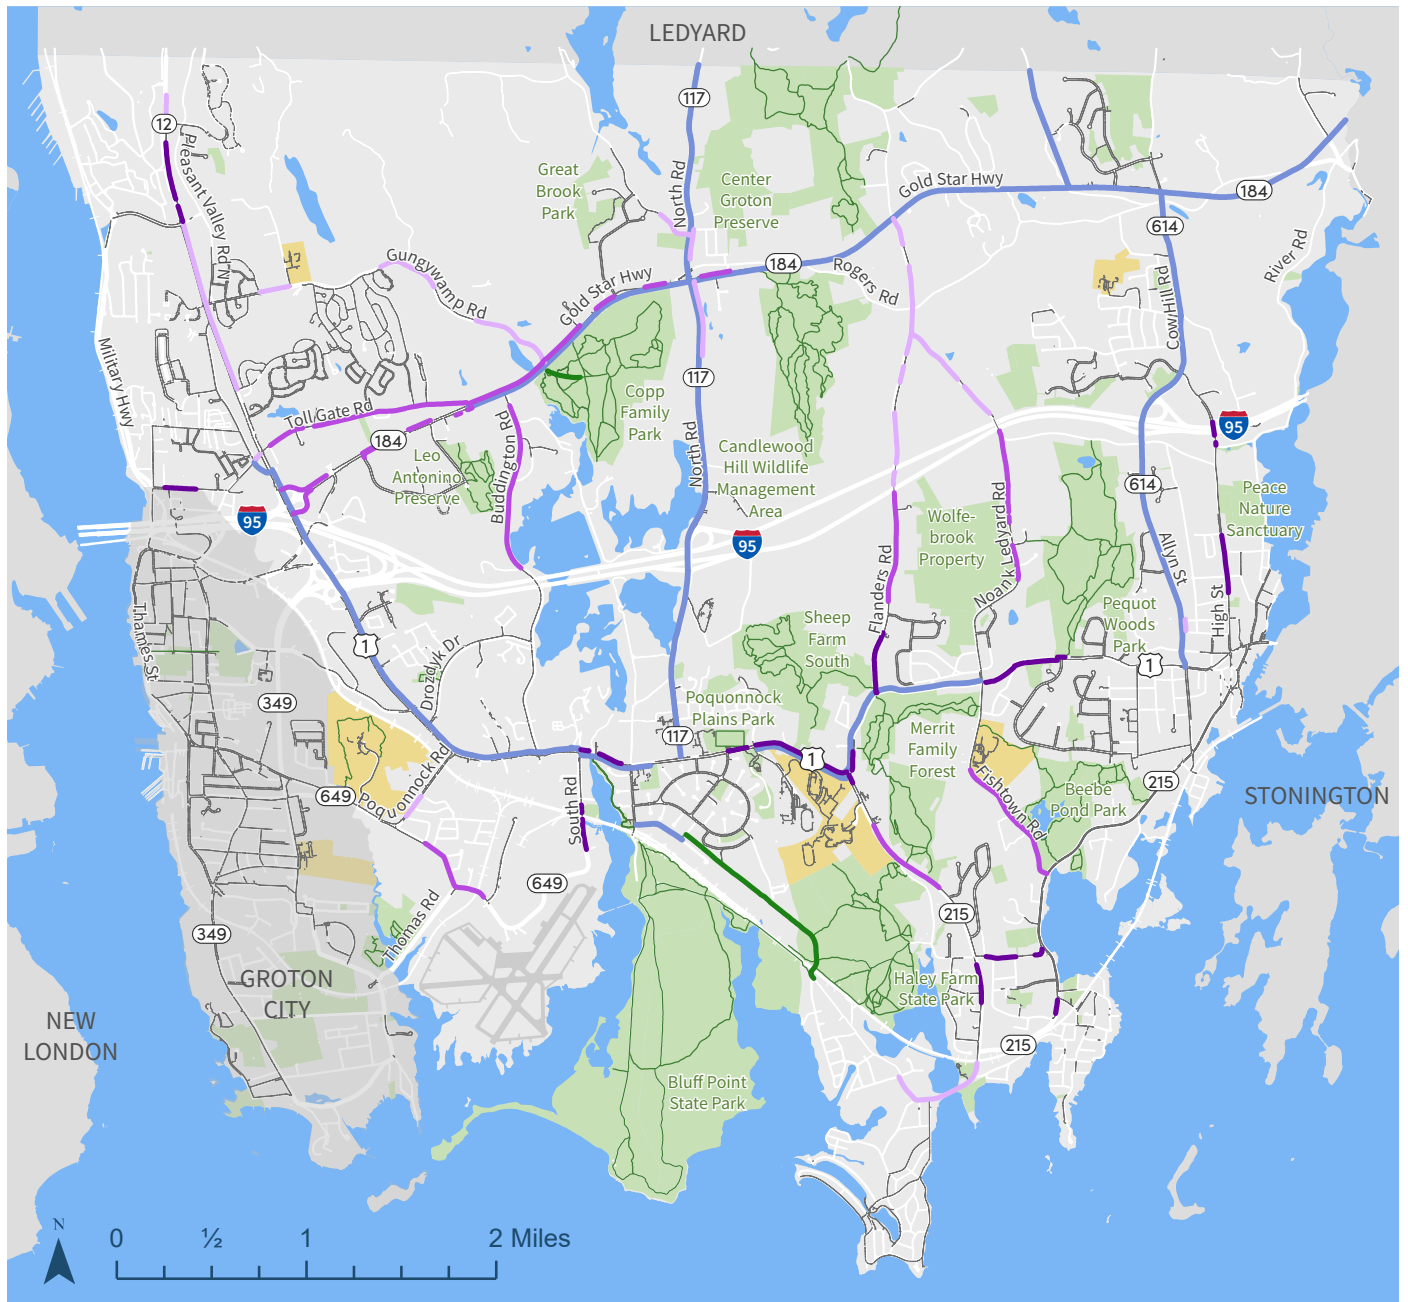 LEDYARD
117
12
Pleasant Valley Rd N
Great
Brook
Park
North Rd
Center
Groton
Preserve
Gold Star Hwy
184
614
River Rd
Gungywamp Rd
Gold Star Hwy
184
Rogers Rd
Cow Hill Rd
Military Hwy
117
Toll Gate Rd
184
Copp
Family
Park
95
Leo
Antonino
Preserve
Buddington Rd
North Rd
Candlewood
Hill Wildlife
Management
Area
614
Peace
Nature
Sanctuary
95
95
Wolfe-
brook
Property
Noank Ledyard Rd
Allyn St
Flanders Rd
High St
Thames St
1
Drozdyk Dr
Sheep
Farm
South
Pequot
Woods
Park
1
349
Poquonnock
Plains Park
117
1
Merrit
Family
Forest
649
Poquonnock Rd
South Rd
Fishtown Rd
Beebe
Pond Park
215
STONINGTON
649
Thomas Rd
215
349
GROTON
CITY
Haley Farm
State Park
NEW
LONDON
215
Bluff Point
State Park
N
0 ½ 1 2 Miles